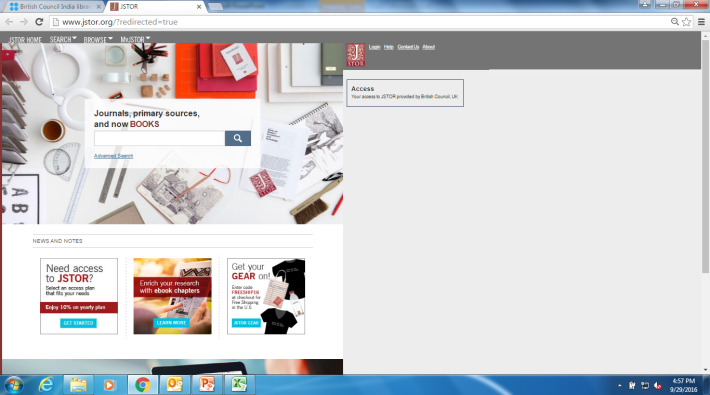 British Council India librar
JSTOR
www.jstor.org/?redirected=true
JSTOR HOME SEARCH BROWSE MyJSTOR
JSTOR
Login Help Contact Us About
Access
Your access to JSTOR provided by British Council, UK
Journals, primary sources,
and now BOOKS
Advanced Search
ABS
NEWS AND NOTES
Need access
to JSTOR?
Select an access plan
that fits your needs
Enjoy 10% on yearly plan
GET STARTED
Enrich your research
with ebook chapters
LEARN MORE
Get your
GEAR on!
Enter code
FREESHIP16
at checkout for
Free Shipping
in the U.S.
JSTOR GEAR
4:57 PM
9/29/2016